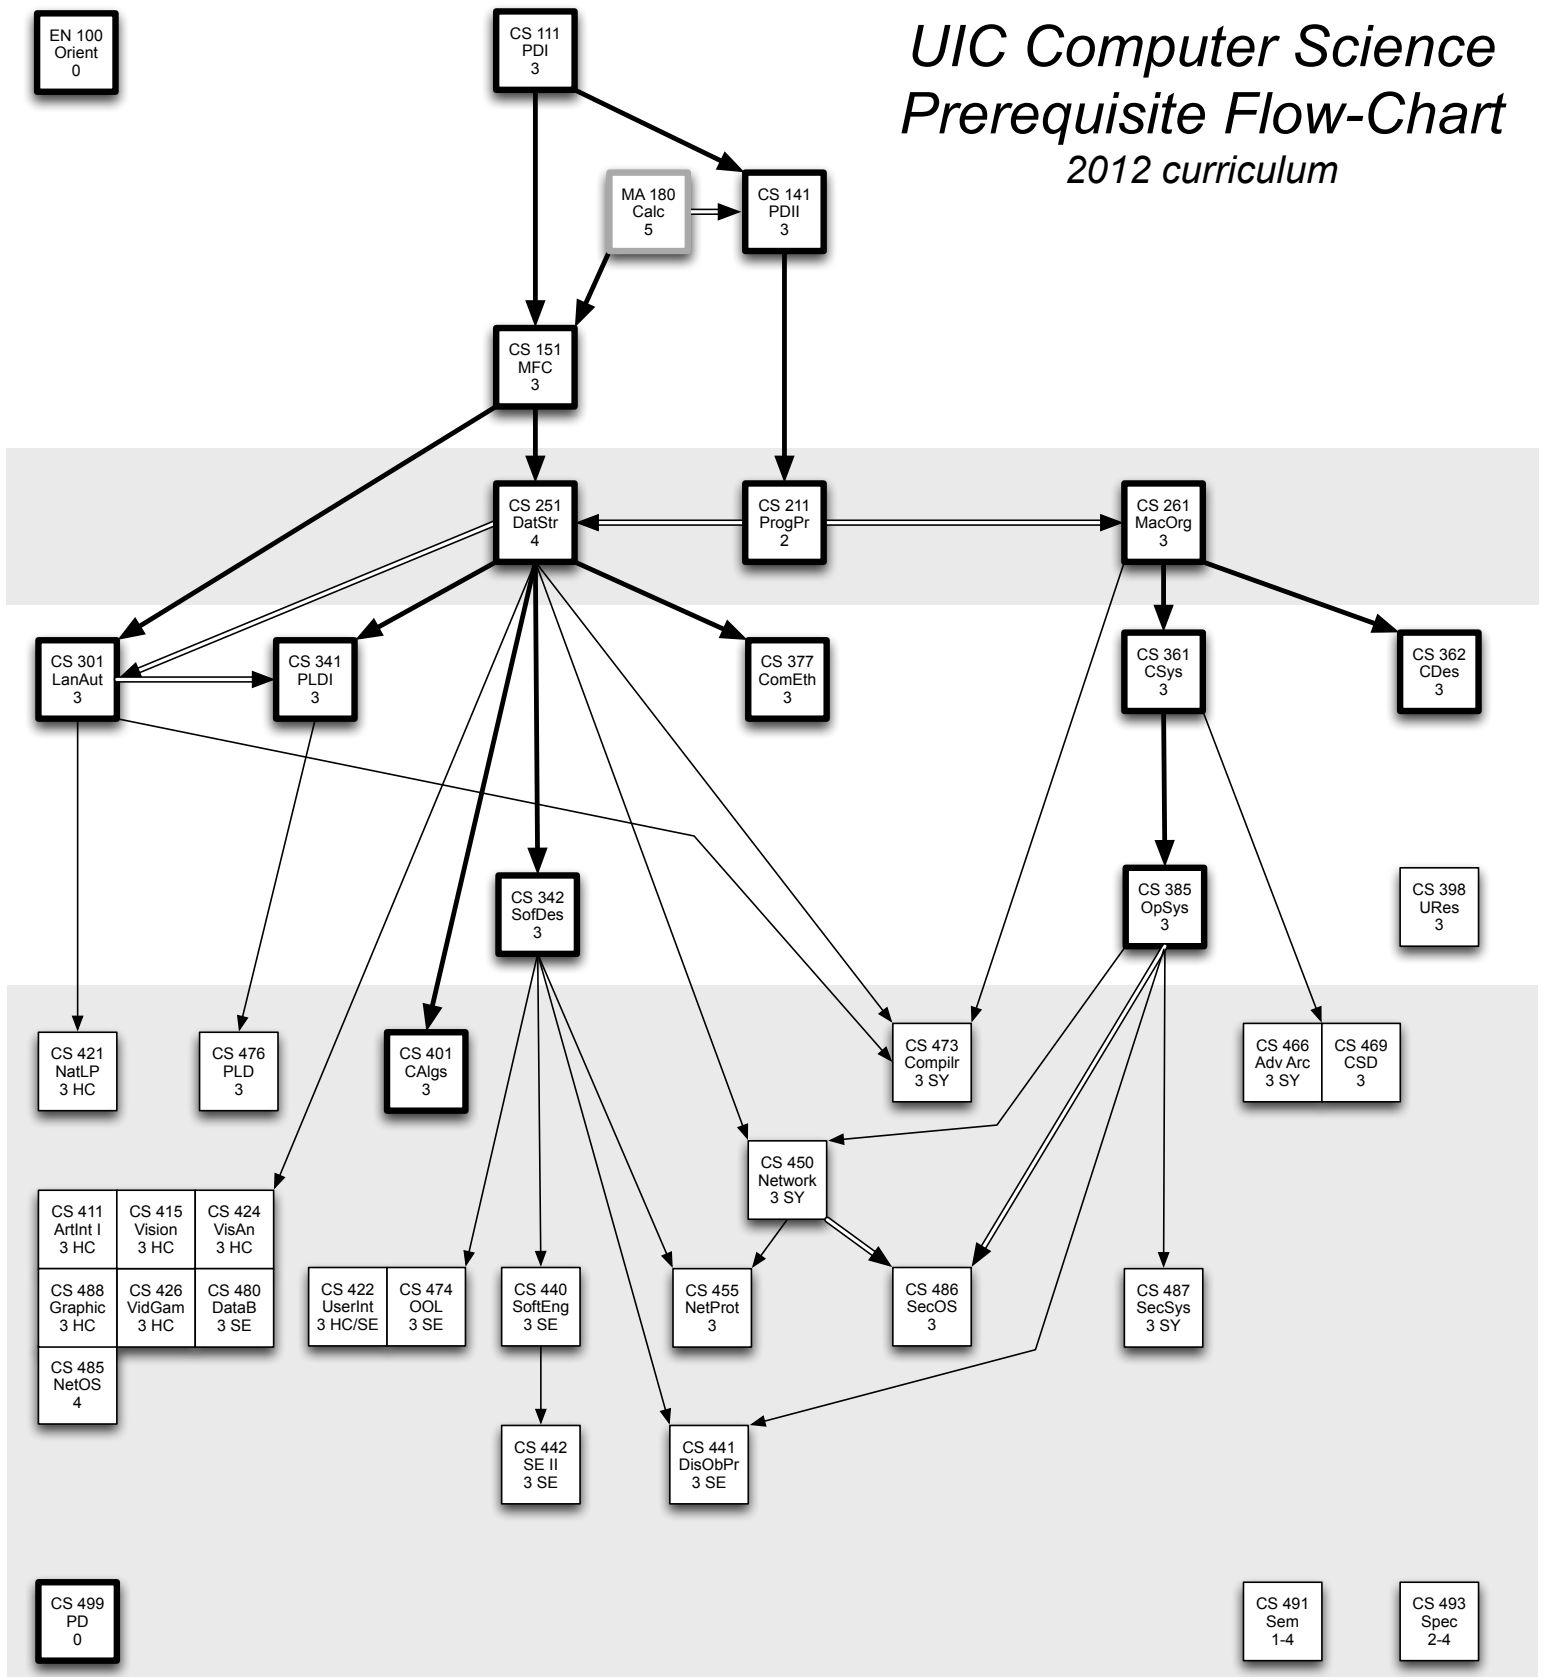 UIC Computer Science
Prerequisite Flow-Chart
2012 curriculum
EN 100
Orient
0
CS 111
PDI
3
MA 180
Calc
5
CS 141
PDII
3
CS 151
MFC
3
CS 251
DatStr
4
CS 211
ProgPr
2
CS 261
MacOrg
3
CS 301
LanAut
3
CS 341
PLDI
3
CS 377
ComEth
3
CS 361
CSys
3
CS 362
CDes
3
CS 342
SofDes
3
CS 385
OpSys
3
CS 398
URes
3
CS 421
NatLP
3 HC
CS 476
PLD
3
CS 401
CAlgs
3
CS 473
Compilr
3 SY
CS 466
Adv Arc
3 SY
CS 469
CSD
3
CS 450
Network
3 SY
CS 411
ArtInt I
3 HC
CS 415
Vision
3 HC
CS 424
VisAn
3 HC
CS 488
Graphic
3 HC
CS 426
VidGam
3 HC
CS 480
DataB
3 SE
CS 485
NetOS
4
CS 422
UserInt
3 HC/SE
CS 474
OOL
3 SE
CS 440
SoftEng
3 SE
CS 455
NetProt
3
CS 486
SecOS
3
CS 487
SecSys
3 SY
CS 442
SE II
3 SE
CS 441
DisObPr
3 SE
CS 499
PD
0
CS 491
Sem
1-4
CS 493
Spec
2-4